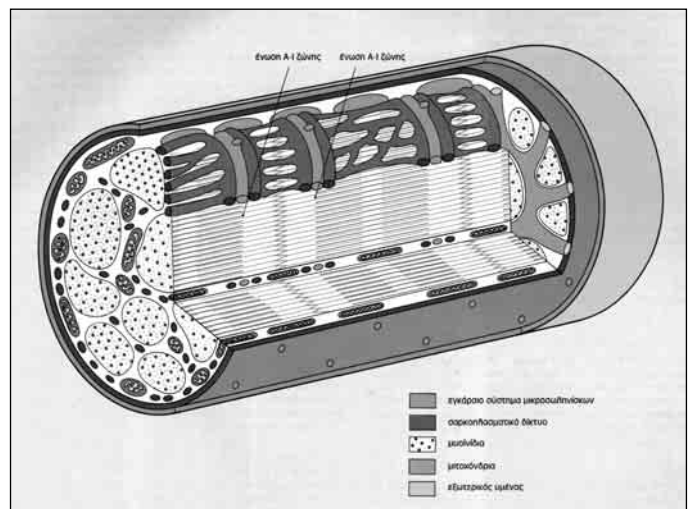 ένωση Α-Ι ζώνης
ένωση Α-Ι ζώνης
εγκάρσιο σύστημα μικροσωληνίσκων
σαρκοπλασματικό δίκτυο
μυοϊνίδια
μιτοχόνδρια
εξωτερικός υμένας